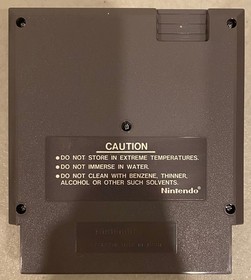 CAUTION
• DO NOT STORE IN EXTREME TEMPERATURES.
• DO NOT IMMERSE IN WATER.
• DO NOT CLEAN WITH BENZENE, THINNER,
ALCOHOL OR OTHER SUCH SOLVENTS.
Nintendo®